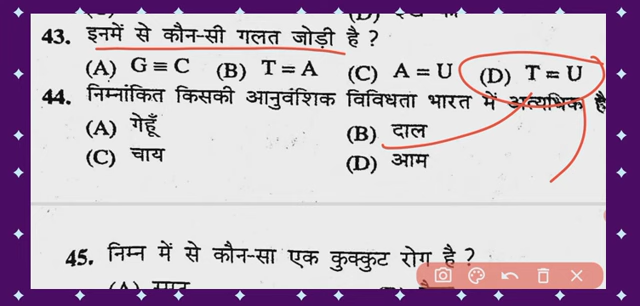 43. इनमें से कौन-सी गलत जोड़ी है ?
(A) G ≡ C (B) T = A (C) A = U (D) T = U
44. निम्नांकित किसकी आनुवंशिक विविधता भारत में अत्यधिक है
(A) गेहूँ (B) दाल
(C) चाय (D) आम
45. निम्न में से कौन-सा एक कुक्कुट रोग है ?